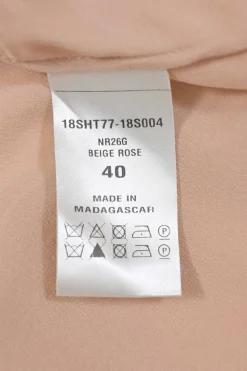 18SHT77-18S004
NR26G
BEIGE ROSE
40
MADE IN
MADAGASCAR